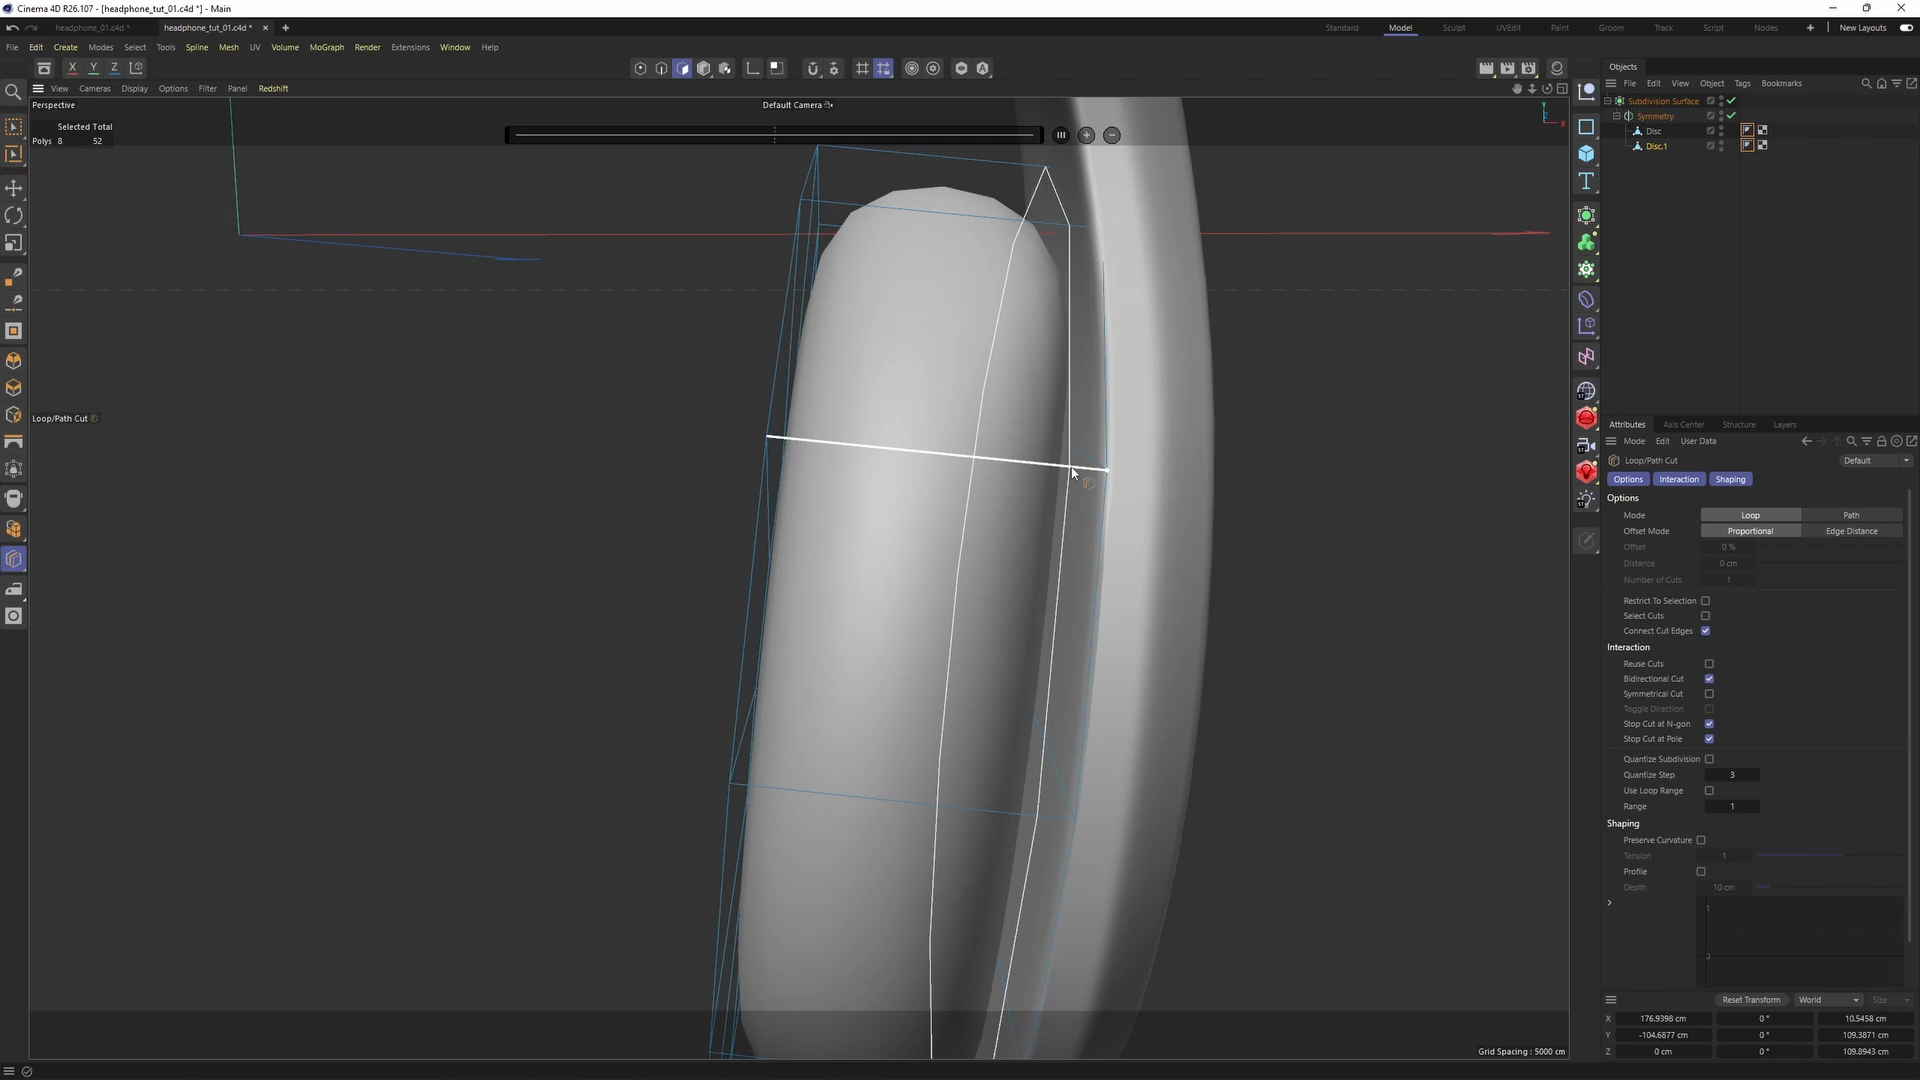 Cinema 4D R26.107 - [headphone_tut_01.c4d *] - Main
headphone_01.c4d *
headphone_tut_01.c4d *
Standard
Model
Sculpt
UVEdit
Paint
Groom
Track
Script
Nodes
New Layouts
File Edit Create Modes Select Tools Spline Mesh UV Volume MoGraph Render Extensions Window Help
X Y Z
View Cameras Display Options Filter Panel Redshift
Perspective
Default Camera
Selected Total
Polys 8 52
Loop/Path Cut
Grid Spacing : 5000 cm
Y
Z
X
Objects
File Edit View Object Tags Bookmarks
Subdivision Surface
Symmetry
Disc
Disc.1
Attributes Axis Center Structure Layers
Mode Edit User Data
Loop/Path Cut
Default
Options Interaction Shaping
Options
Mode Loop Path
Offset Mode Proportional Edge Distance
Offset 0 %
Distance 0 cm
Number of Cuts 1
Restrict To Selection
Select Cuts
Connect Cut Edges
Interaction
Reuse Cuts
Bidirectional Cut
Symmetrical Cut
Toggle Direction
Stop Cut at N-gon
Stop Cut at Pole
Quantize Subdivision
Quantize Step 3
Use Loop Range
Range 1
Shaping
Preserve Curvature
Tension 1
Profile
Depth 10 cm
Reset Transform World Size
X 176.9398 cm 0 ° 10.5458 cm
Y -104.6877 cm 0 ° 109.3871 cm
Z 0 cm 0 ° 109.8943 cm